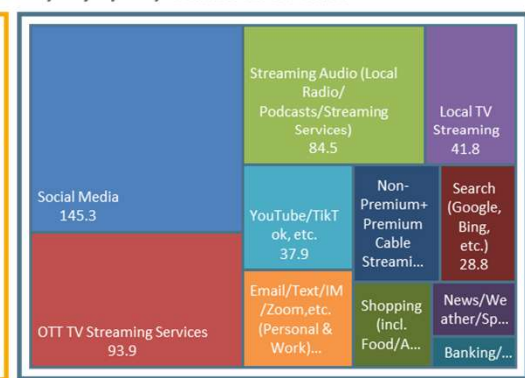 Social Media
145.3
OTT TV Streaming Services
93.9
Streaming Audio (Local
Radio/
Podcasts/Streaming
Services)
84.5
Local TV
Streaming
41.8
YouTube/TikT
ok, etc.
37.9
Email/Text/IM
/Zoom,etc.
(Personal &
Work)...
Non-
Premium+
Premium
Cable
Streami...
Search
(Google,
Bing,
etc.)
28.8
Shopping
(incl.
Food/A...
News/We
ather/Sp...
Banking/...